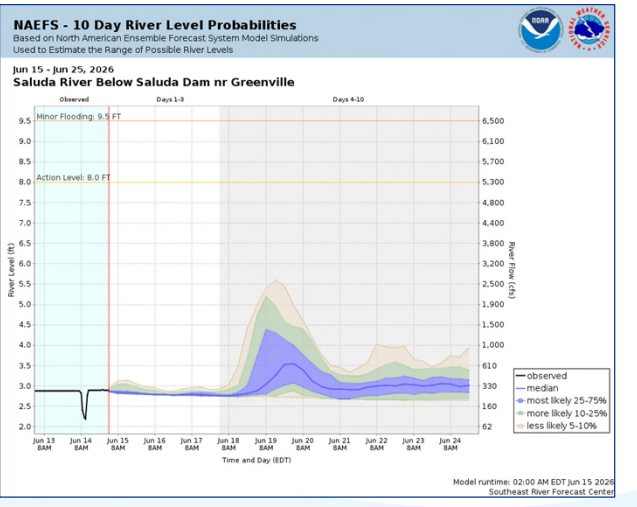 NAEFS - 10 Day River Level Probabilities
Based on North American Ensemble Forecast System Model Simulations
Used to Estimate the Range of Possible River Levels
NOAA
Jun 15 - Jun 25, 2026
Saluda River Below Saluda Dam nr Greenville
Observed Days 1-3 Days 4-10
Minor Flooding: 9.5 FT
Action Level: 8.0 FT
River Level (ft)
9.5
9.0
8.5
8.0
7.5
7.0
6.5
6.0
5.5
5.0
4.5
4.0
3.5
3.0
2.5
2.0
6,500
6,100
5,700
5,300
4,800
4,400
3,800
3,200
2,500
1,900
1,500
1,000
610
330
160
62
River Flow (cfs)
Jun 13 Jun 14 Jun 15 Jun 16 Jun 17 Jun 18 Jun 19 Jun 20 Jun 21 Jun 22 Jun 23 Jun 24
8AM 8AM 8AM 8AM 8AM 8AM 8AM 8AM 8AM 8AM 8AM 8AM
Time and Day (EDT)
observed
median
most likely 25-75%
more likely 10-25%
less likely 5-10%
Model runtime: 02:00 AM EDT Jun 15 2026
Southeast River Forecast Center